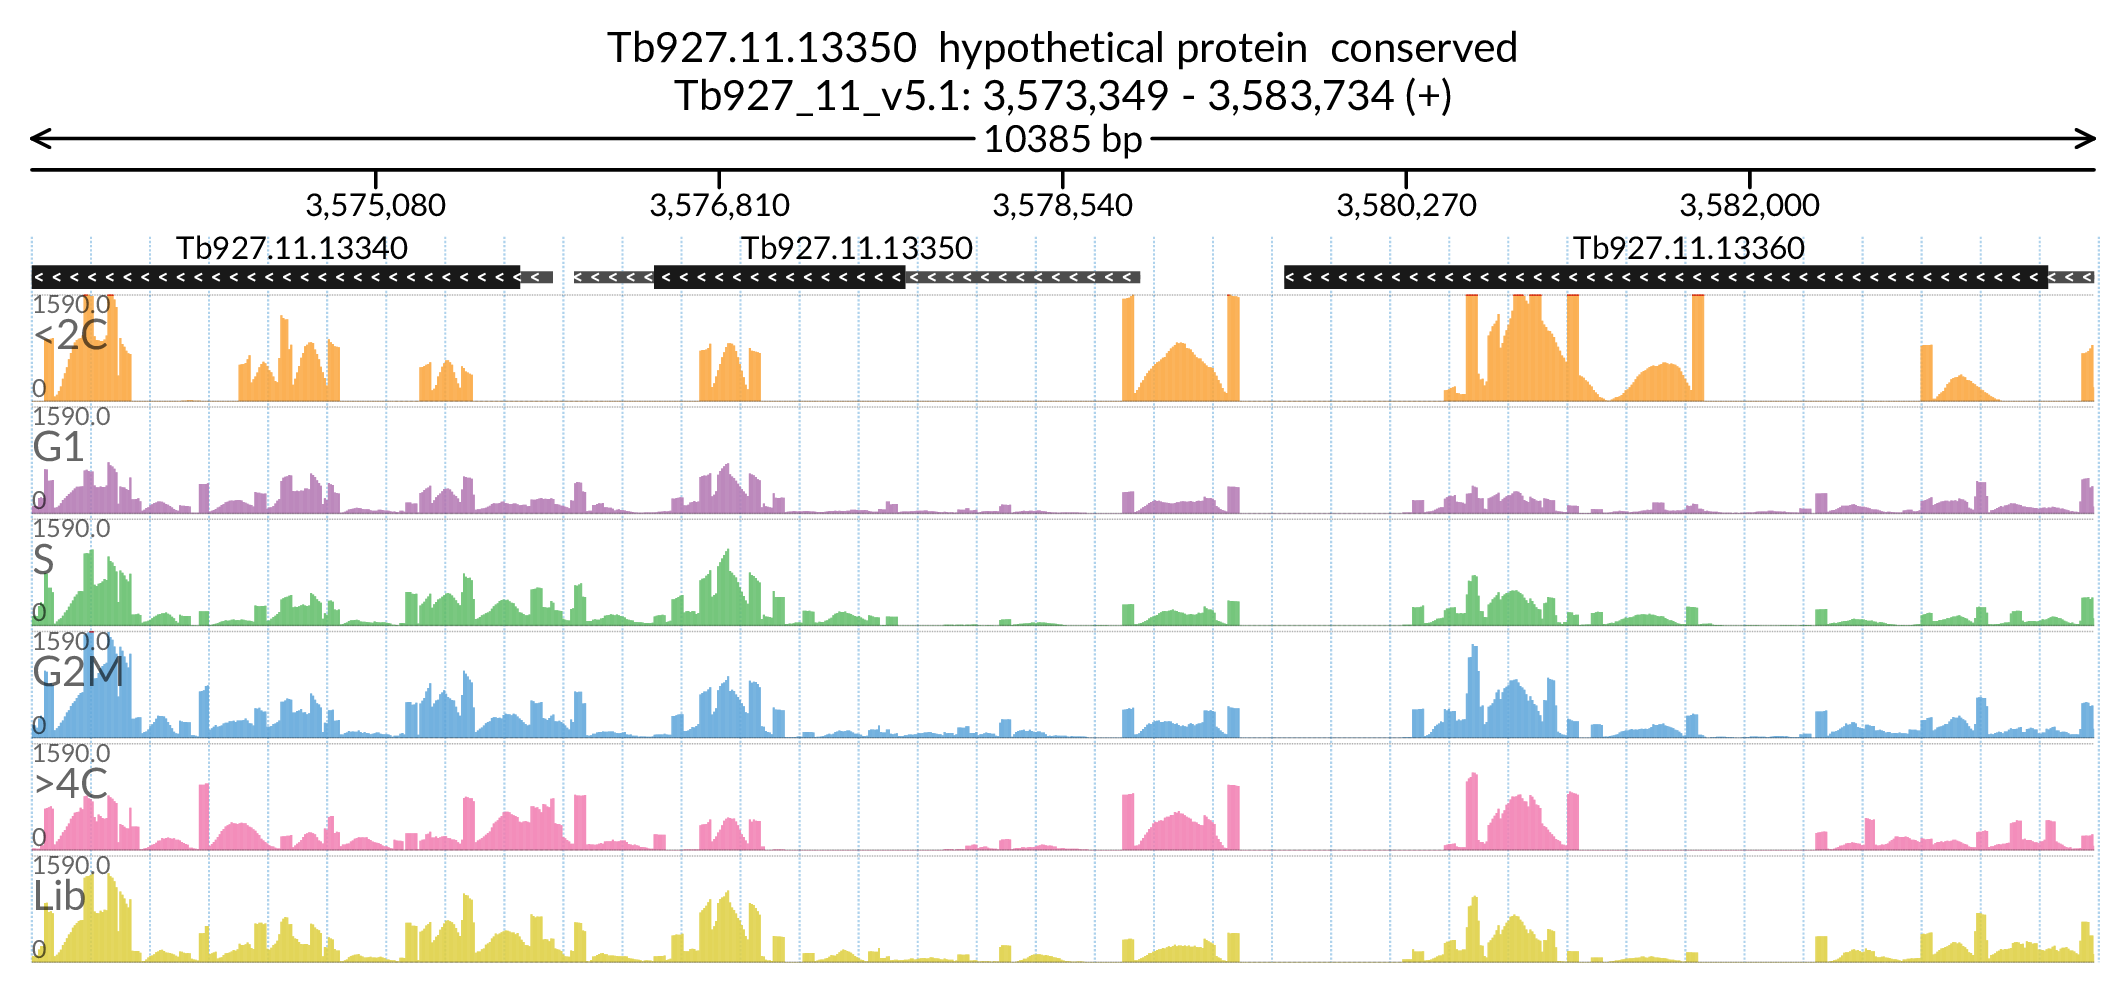 Tb927.11.13350 hypothetical protein conserved
Tb927_11_v5.1: 3,573,349 - 3,583,734 (+)
10385 bp
3,575,080 3,576,810 3,578,540 3,580,270 3,582,000
Tb927.11.13340 Tb927.11.13350 Tb927.11.13360
1590.0
<2C
0
1590.0
G1
0
1590.0
S
0
1590.0
G2M
0
1590.0
>4C
0
1590.0
Lib
0